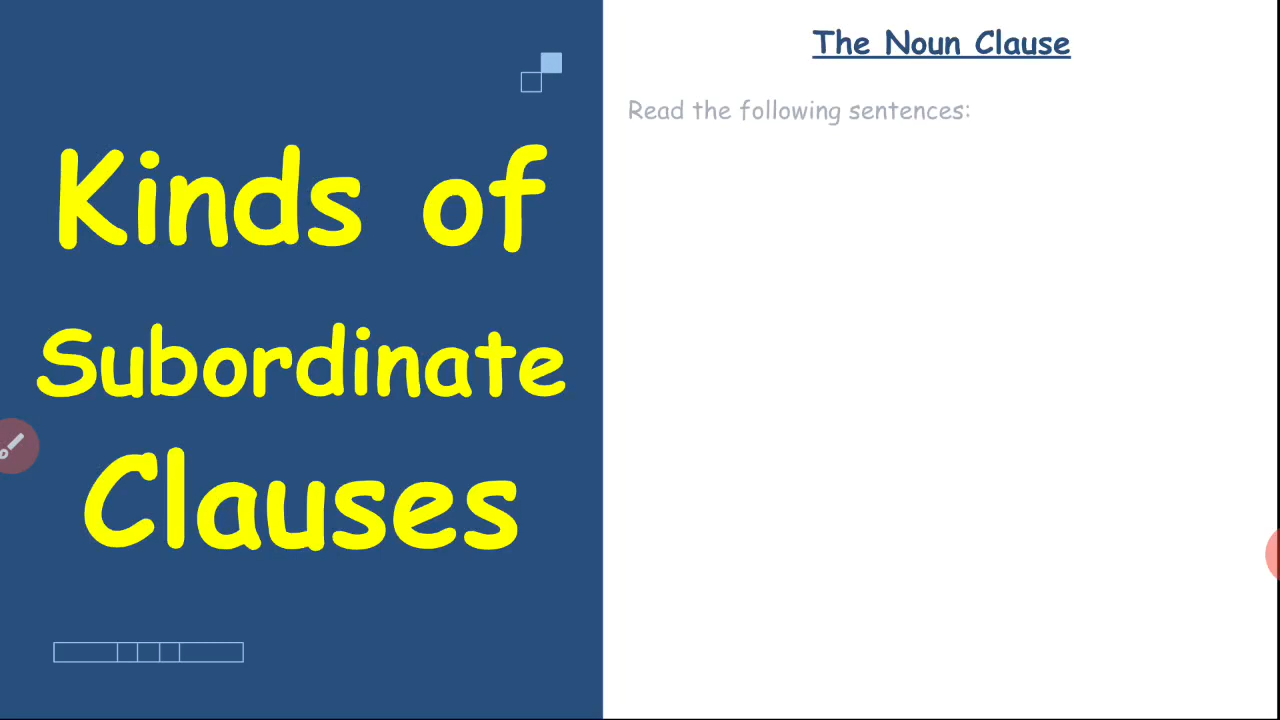 Kinds of
Subordinate
Clauses
The Noun Clause
Read the following sentences: